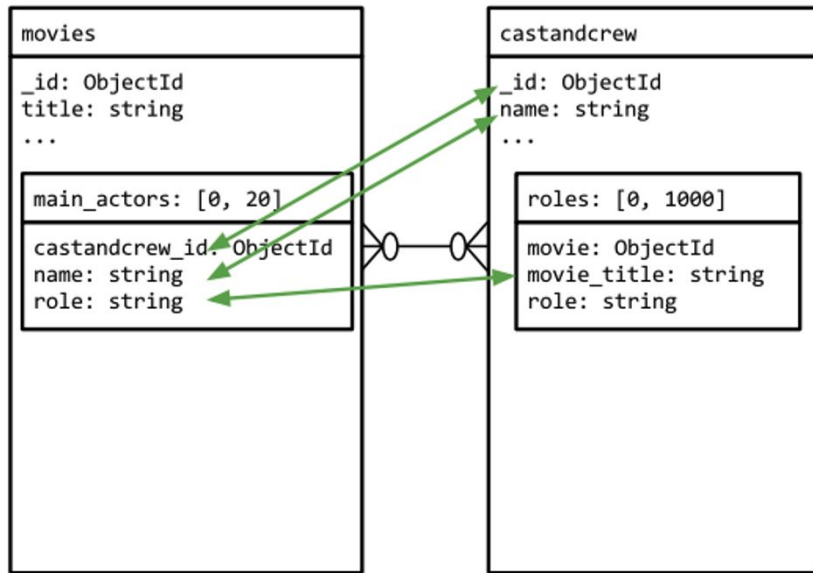 movies
_id: ObjectId
title: string
...
main_actors: [0, 20]
castandcrew_id: ObjectId
name: string
role: string
castandcrew
_id: ObjectId
name: string
...
roles: [0, 1000]
movie: ObjectId
movie_title: string
role: string